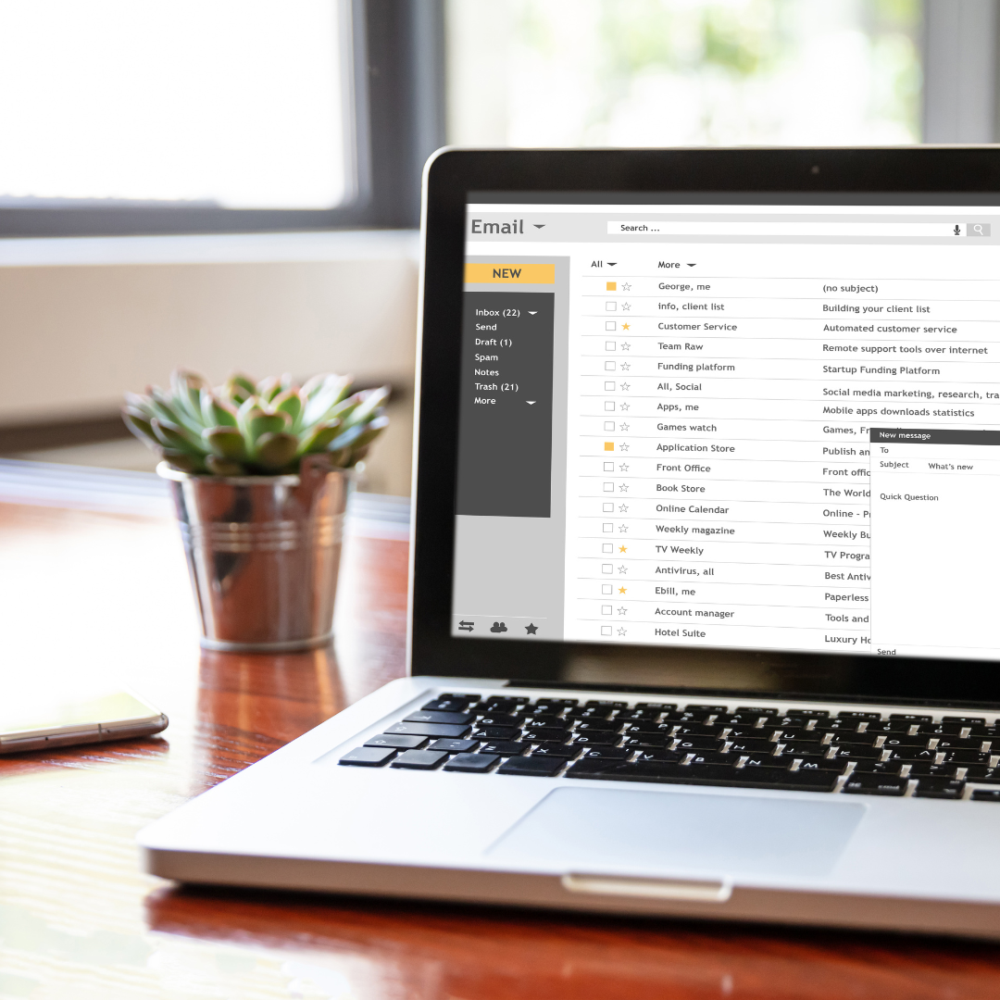 Email
Search ...
NEW
Inbox (22)
Send
Draft (1)
Spam
Notes
Trash (21)
More
All More
George, me (no subject)
info, client list Building your client list
Customer Service Automated customer service
Team Raw Remote support tools over internet
Funding platform Startup Funding Platform
All, Social Social media marketing, research, tra
Apps, me Mobile apps downloads statistics
Games watch Games, Fr
Application Store Publish an
Front Office Front offic
Book Store The World
Online Calendar Online - Pr
Weekly magazine Weekly Bu
TV Weekly TV Progra
Antivirus, all Best Antiv
Ebill, me Paperless
Account manager Tools and
Hotel Suite Luxury Ho
New message
To
Subject What's new
Quick Question
Send
Q W E R T Y U I O P
A S D F G H J K L
Z X C V B N M
cmd